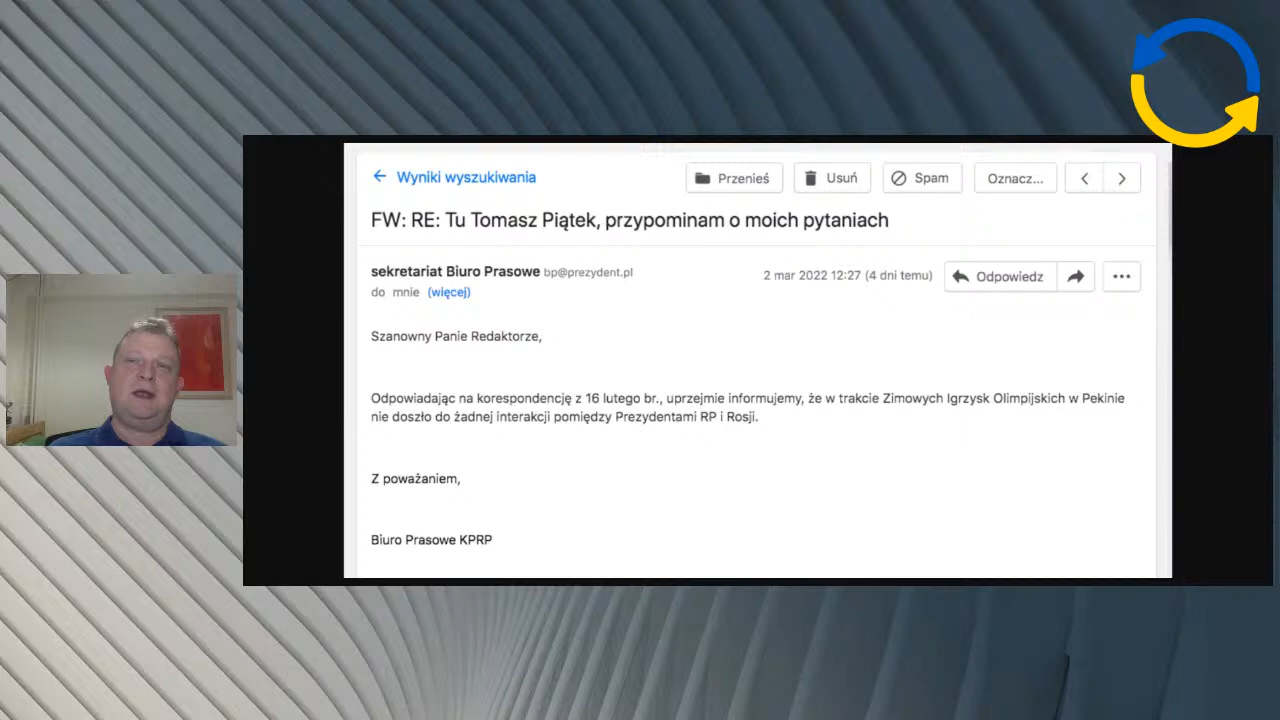 Wyniki wyszukiwania
Przenieś
Usuń
Spam
Oznacz...
FW: RE: Tu Tomasz Piątek, przypominam o moich pytaniach
sekretariat Biuro Prasowe bp@prezydent.pl
2 mar 2022 12:27 (4 dni temu)
Odpowiedz
do mnie (więcej)
Szanowny Panie Redaktorze,
Odpowiadając na korespondencję z 16 lutego br., uprzejmie informujemy, że w trakcie Zimowych Igrzysk Olimpijskich w Pekinie
nie doszło do żadnej interakcji pomiędzy Prezydentami RP i Rosji.
Z poważaniem,
Biuro Prasowe KPRP